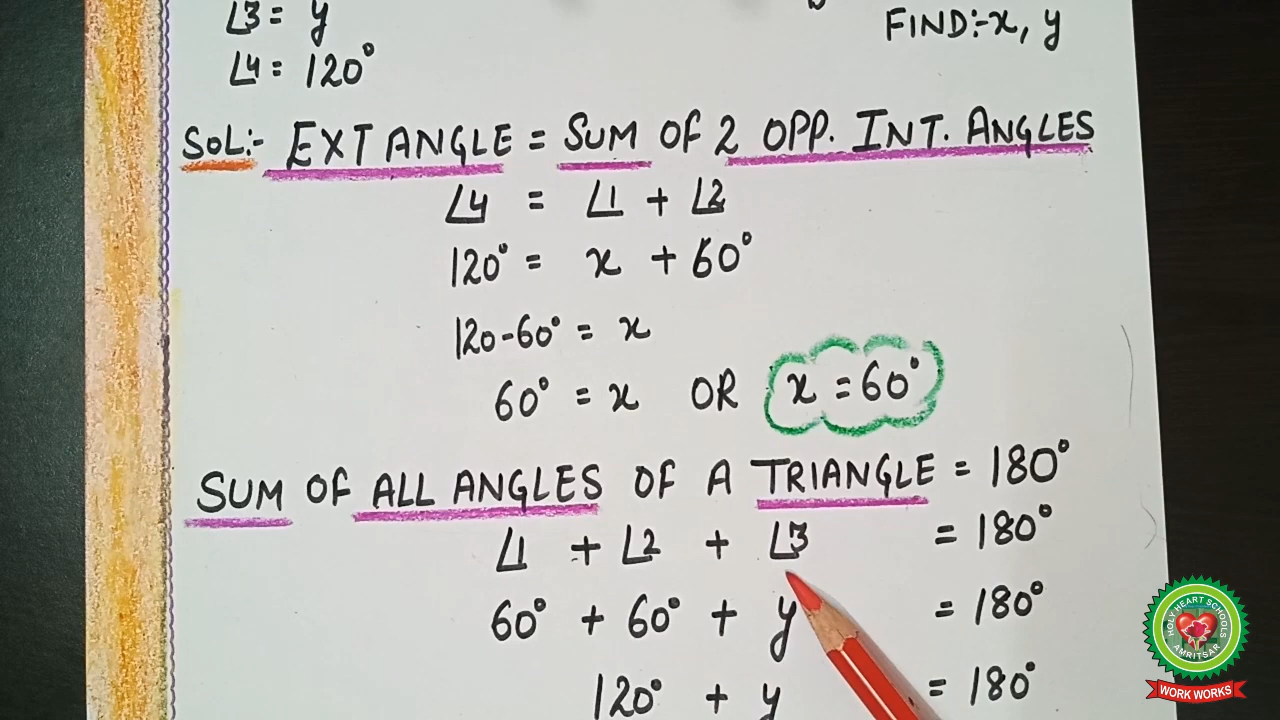 ∠3 = y
FIND:- x, y
∠4 = 120°
SOL:- EXT ANGLE = SUM OF 2 OPP. INT. ANGLES
∠4 = ∠1 + ∠2
120° = x + 60°
120-60° = x
60° = x OR x = 60°
SUM OF ALL ANGLES OF A TRIANGLE = 180°
∠1 + ∠2 + ∠3 = 180°
60° + 60° + y = 180°
120° + y = 180°
HOLY HEART SCHOOLS
AMRITSAR
WORK WORKS